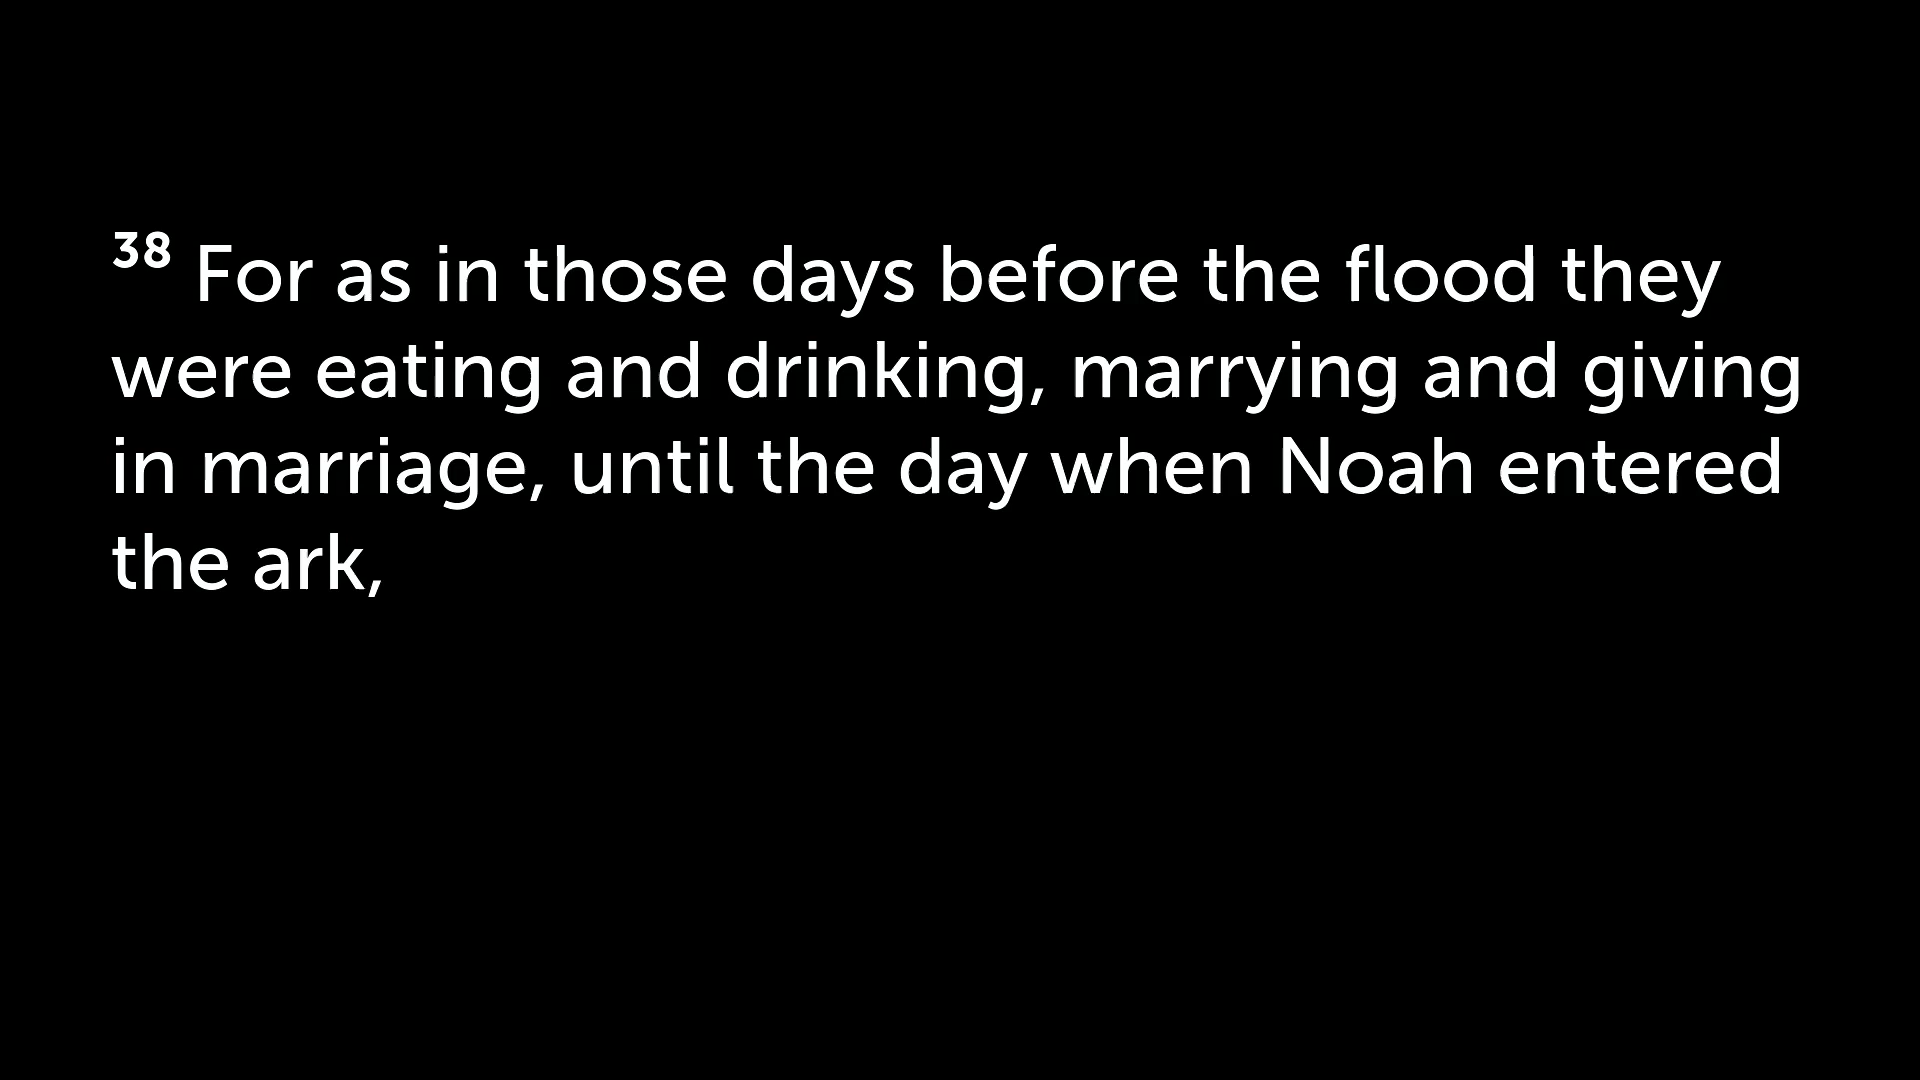 38 For as in those days before the flood they
were eating and drinking, marrying and giving
in marriage, until the day when Noah entered
the ark,